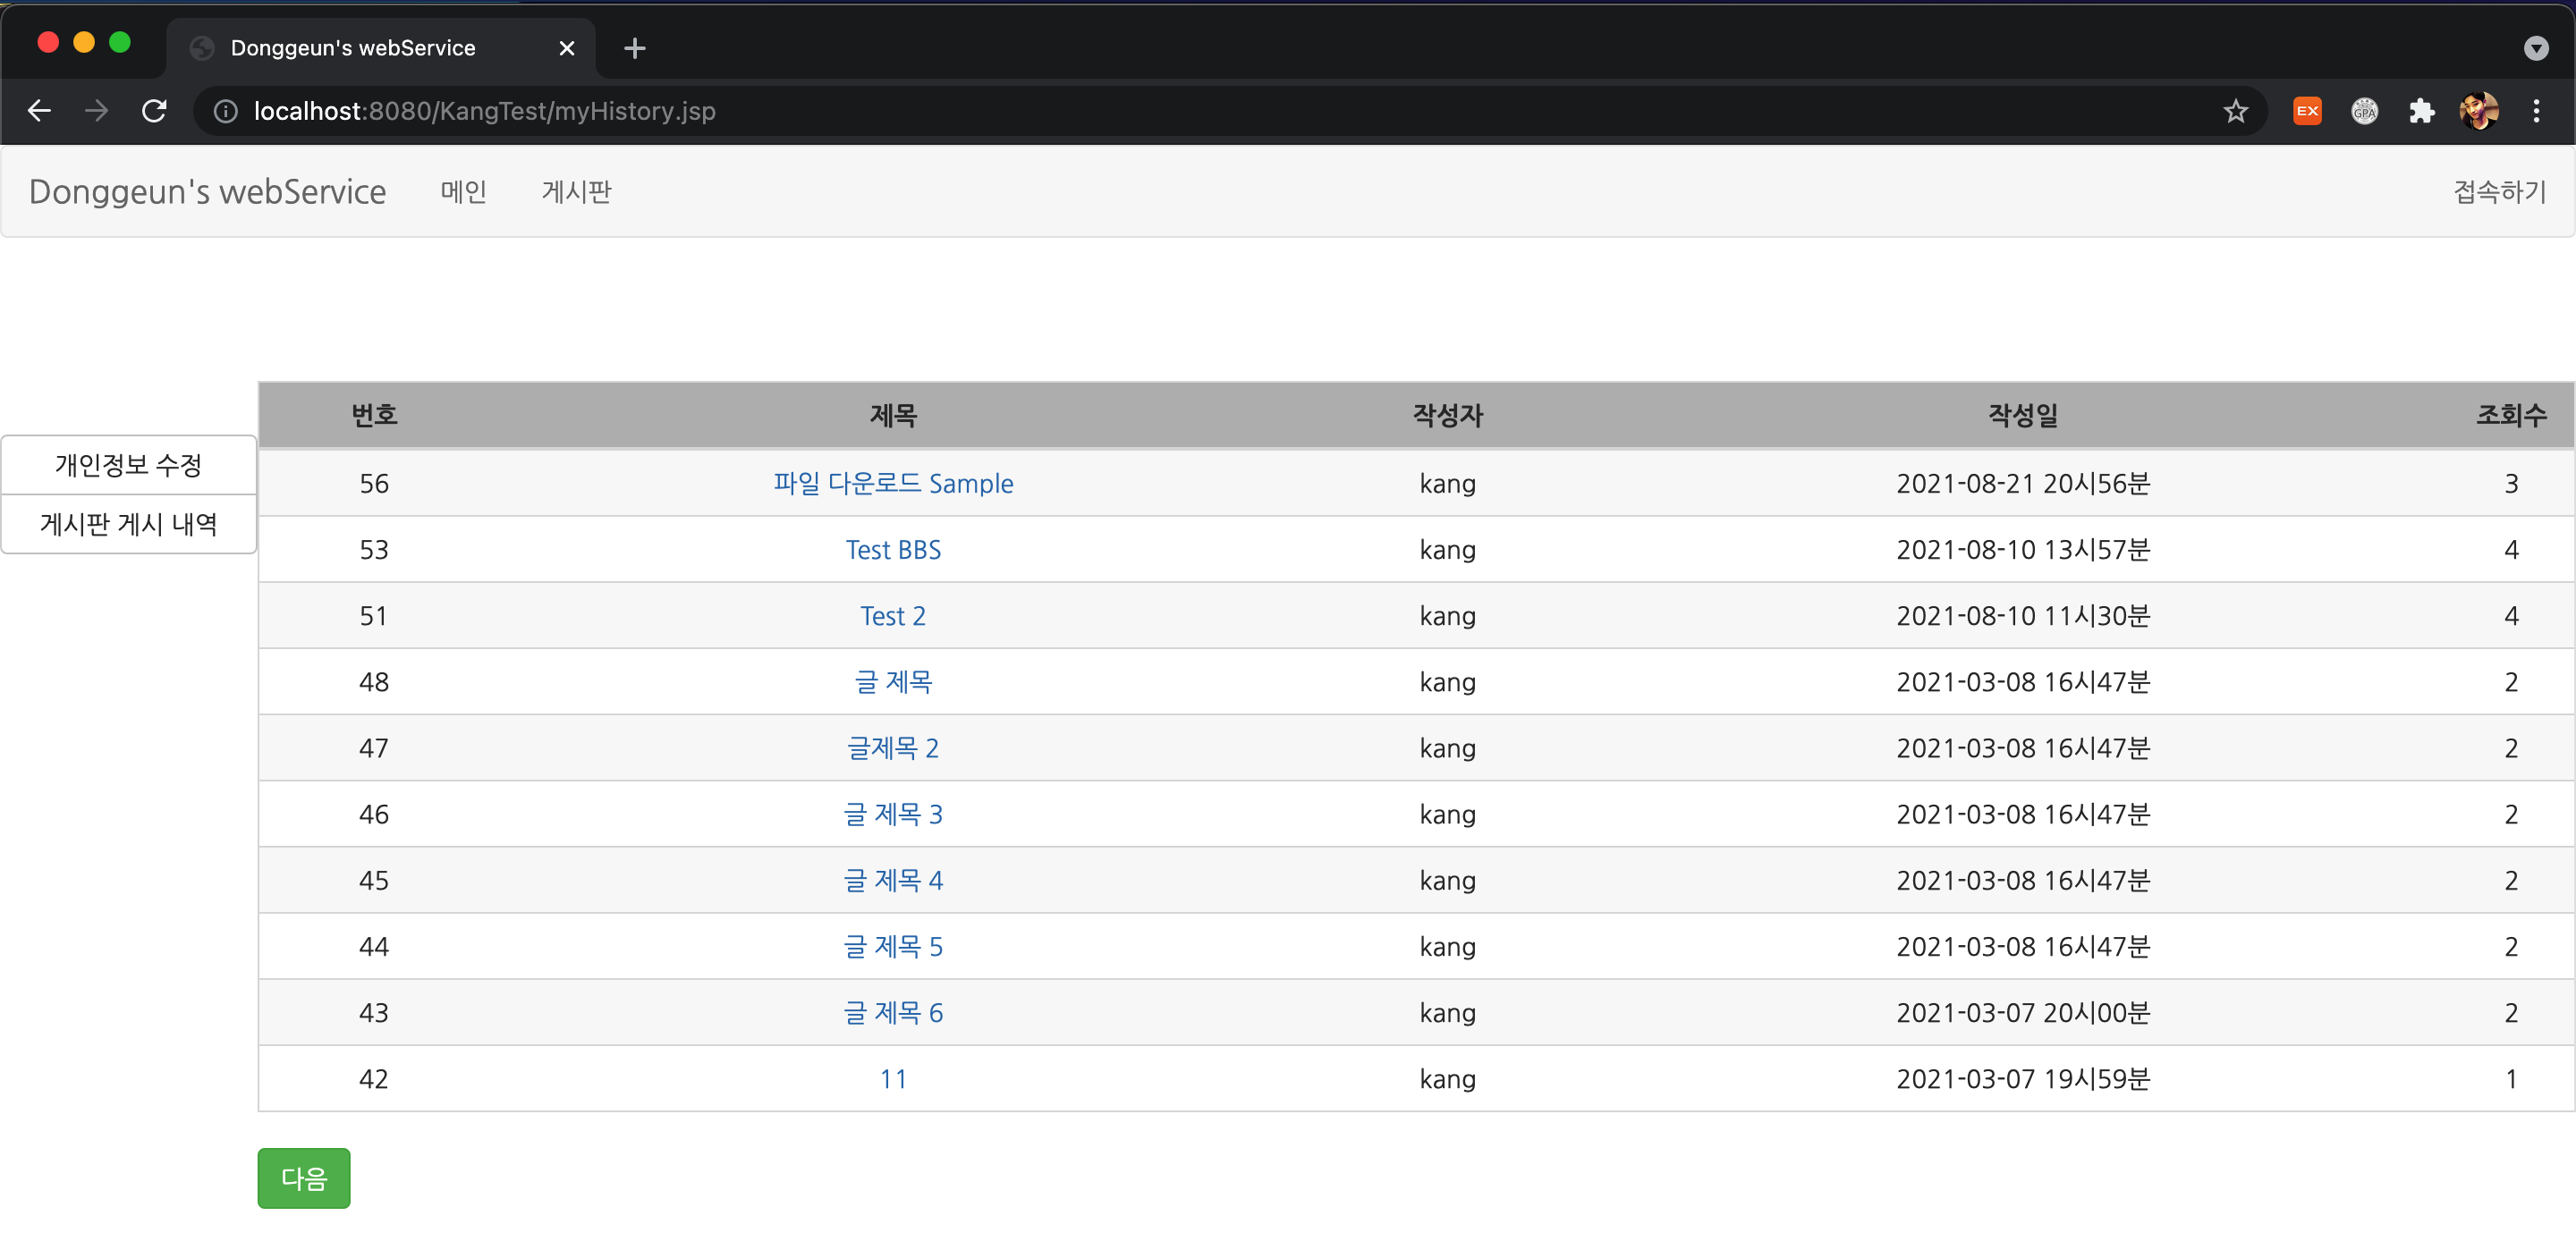 Donggeun's webService
localhost:8080/KangTest/myHistory.jsp
EX
GPA
Donggeun's webService 메인 게시판 접속하기
개인정보 수정
게시판 게시 내역
번호 제목 작성자 작성일 조회수
56 파일 다운로드 Sample kang 2021-08-21 20시56분 3
53 Test BBS kang 2021-08-10 13시57분 4
51 Test 2 kang 2021-08-10 11시30분 4
48 글 제목 kang 2021-03-08 16시47분 2
47 글제목 2 kang 2021-03-08 16시47분 2
46 글 제목 3 kang 2021-03-08 16시47분 2
45 글 제목 4 kang 2021-03-08 16시47분 2
44 글 제목 5 kang 2021-03-08 16시47분 2
43 글 제목 6 kang 2021-03-07 20시00분 2
42 11 kang 2021-03-07 19시59분 1
다음